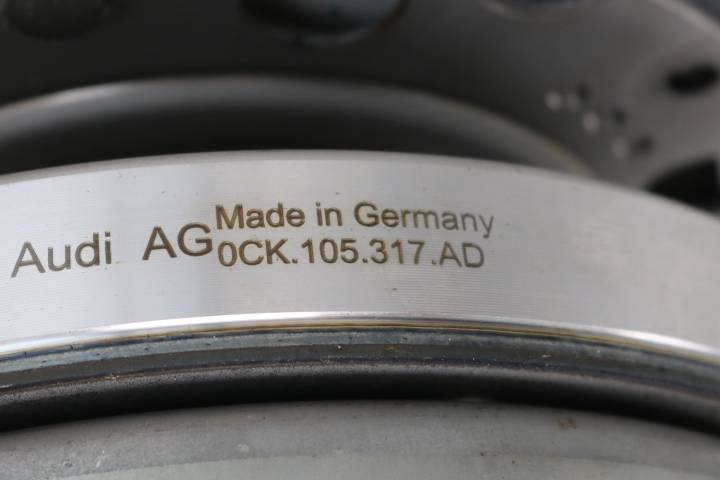 Audi AG
Made in Germany
0CK.105.317.AD